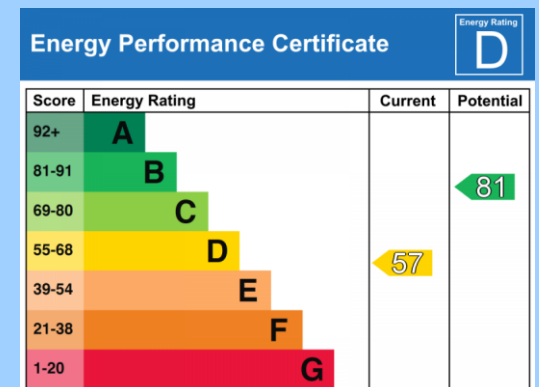 Energy Performance Certificate
Energy Rating
D
Score Energy Rating Current Potential
92+ A
81-91 B 81
69-80 C
55-68 D 57
39-54 E
21-38 F
1-20 G